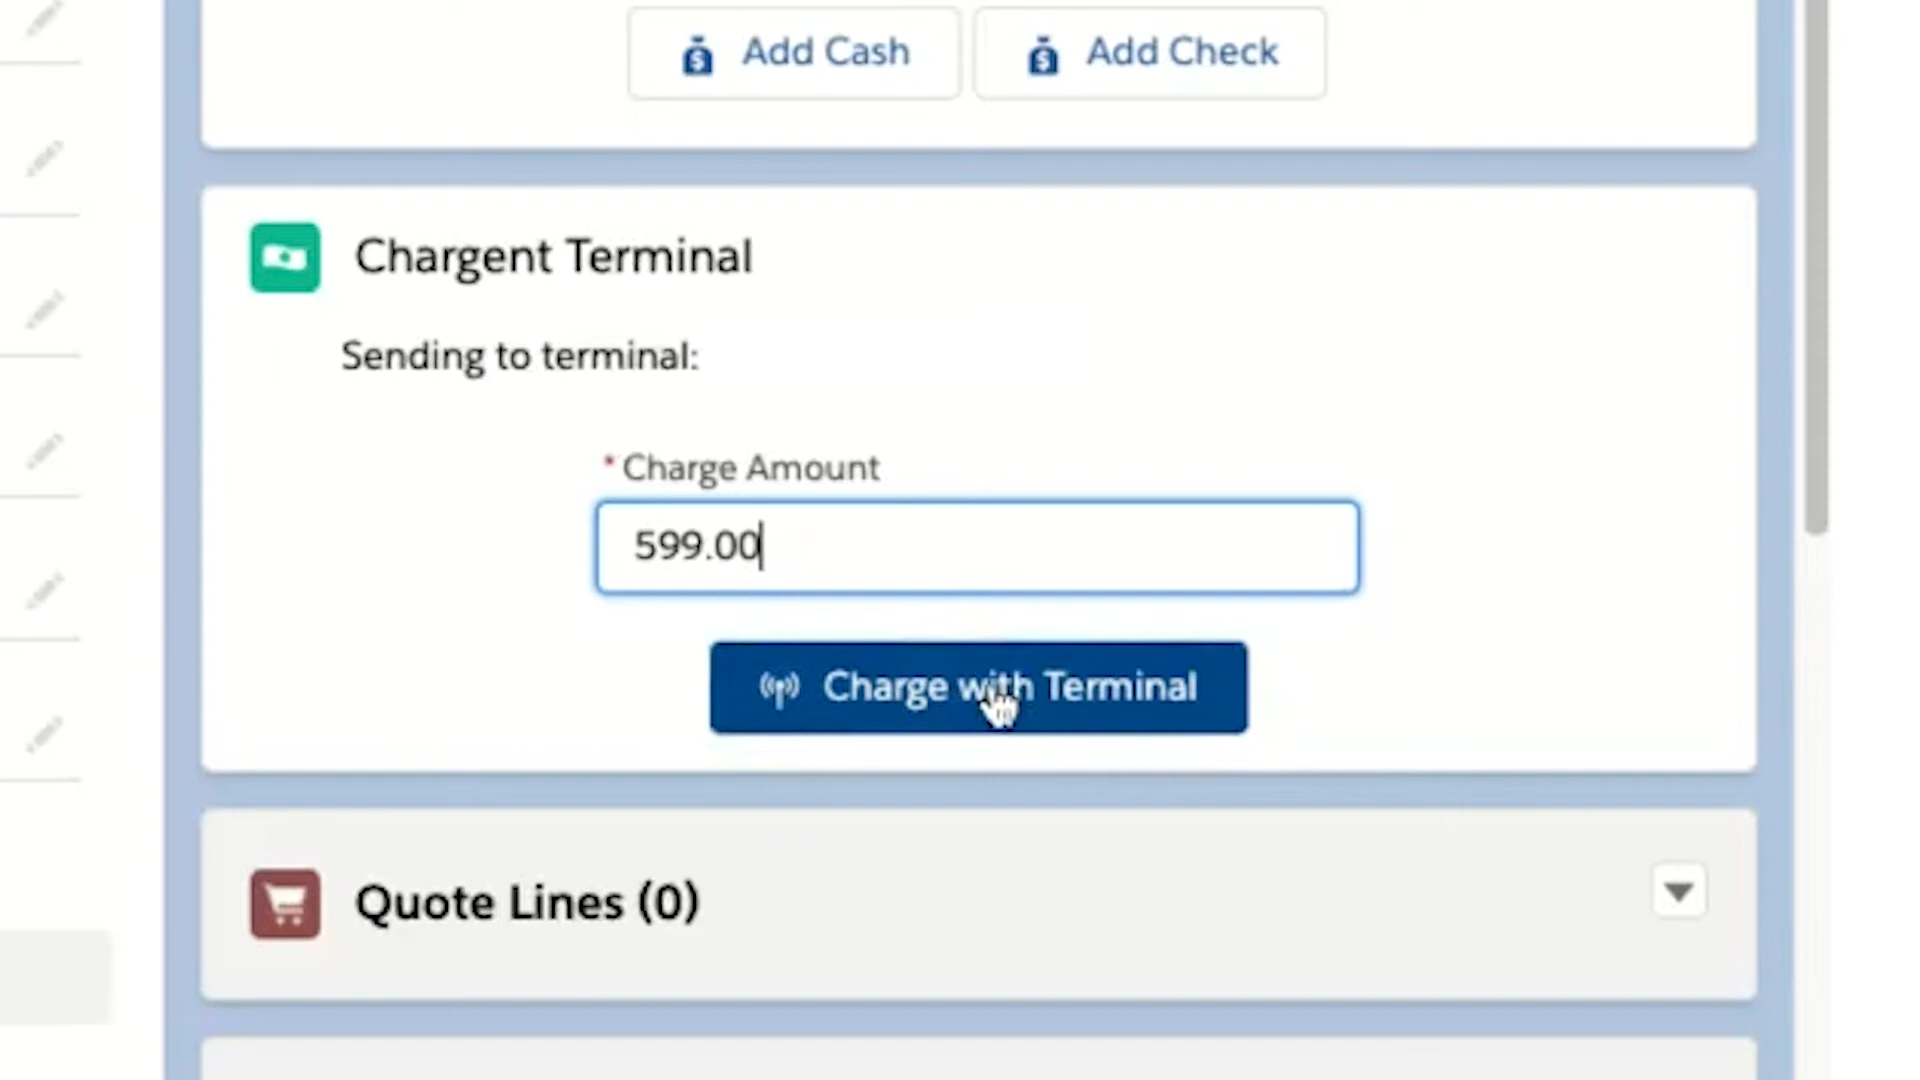 Add Cash
Add Check
Chargent Terminal
Sending to terminal:
* Charge Amount
599.00
Charge with Terminal
Quote Lines (0)